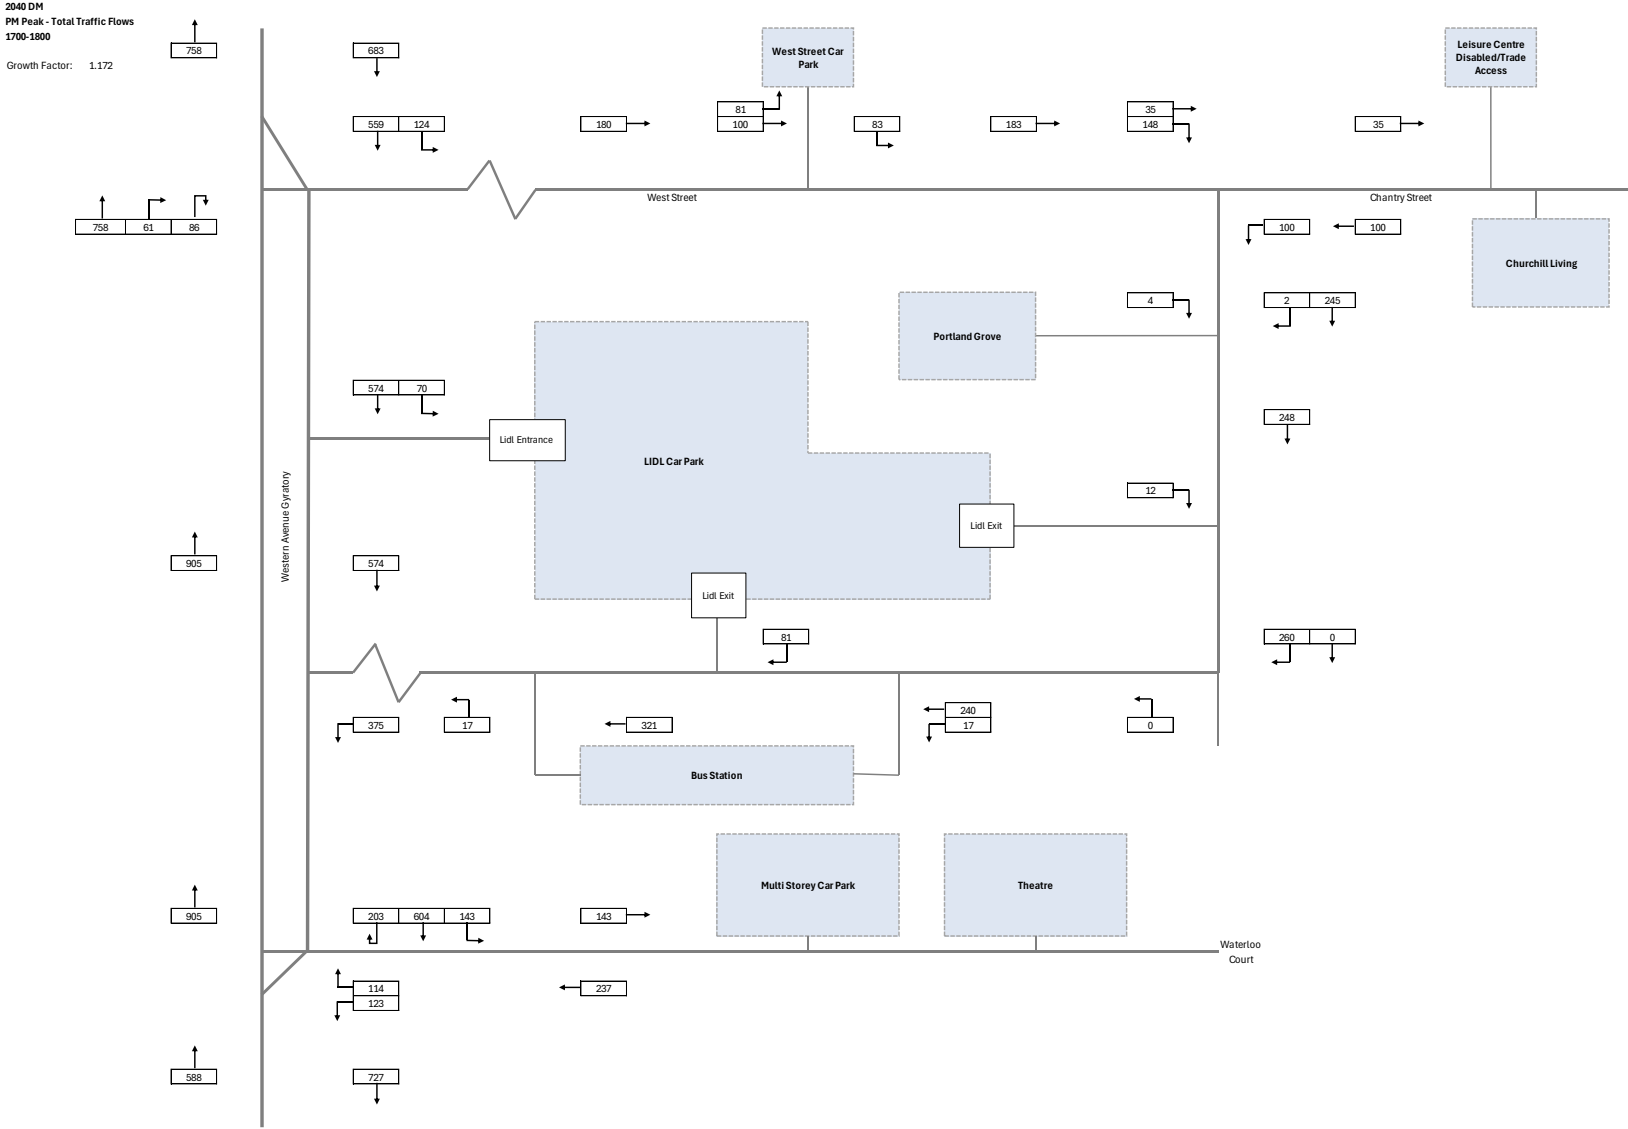 2040 DM
PM Peak - Total Traffic Flows
1700-1800
Growth Factor: 1.172
758
683
West Street Car
Park
Leisure Centre
Disabled/Trade
Access
559 124
180
81
100
83
183
35
148
35
West Street
Chantry Street
758 61 86
100
100
Churchill Living
4
2 245
Portland Grove
574 70
248
Lidl Entrance
LIDL Car Park
12
Western Avenue Gyratory
Lidl Exit
905
574
Lidl Exit
81
260 0
375
17
321
240
17
0
Bus Station
Multi Storey Car Park
Theatre
905
203 604 143
143
Waterloo
Court
114
123
237
588
727